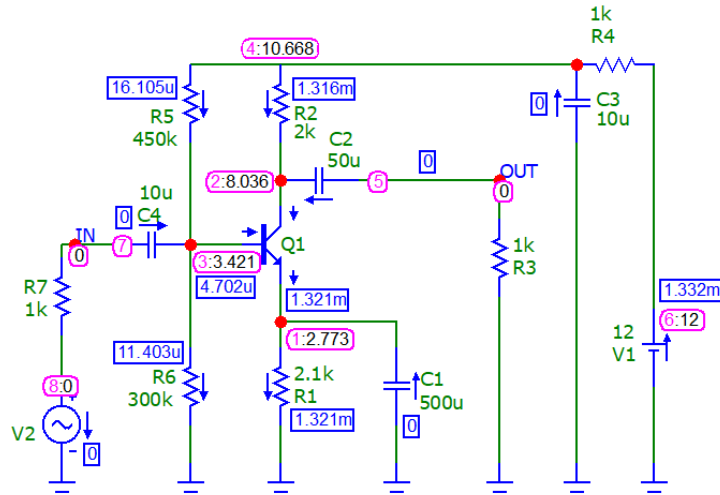 1k
R4
4:10.668
16.105u
1.316m
R5
450k
R2
2k
0
C3
10u
C2
50u
0
2:8.036
5
OUT
0
10u
0
C4
IN
0
7
Q1
3:3.421
4.702u
R7
1k
1k
R3
1.321m
1.332m
6:12
12
V1
1:2.773
11.403u
R6
300k
2.1k
R1
C1
500u
1.321m
0
8:0
V2
0